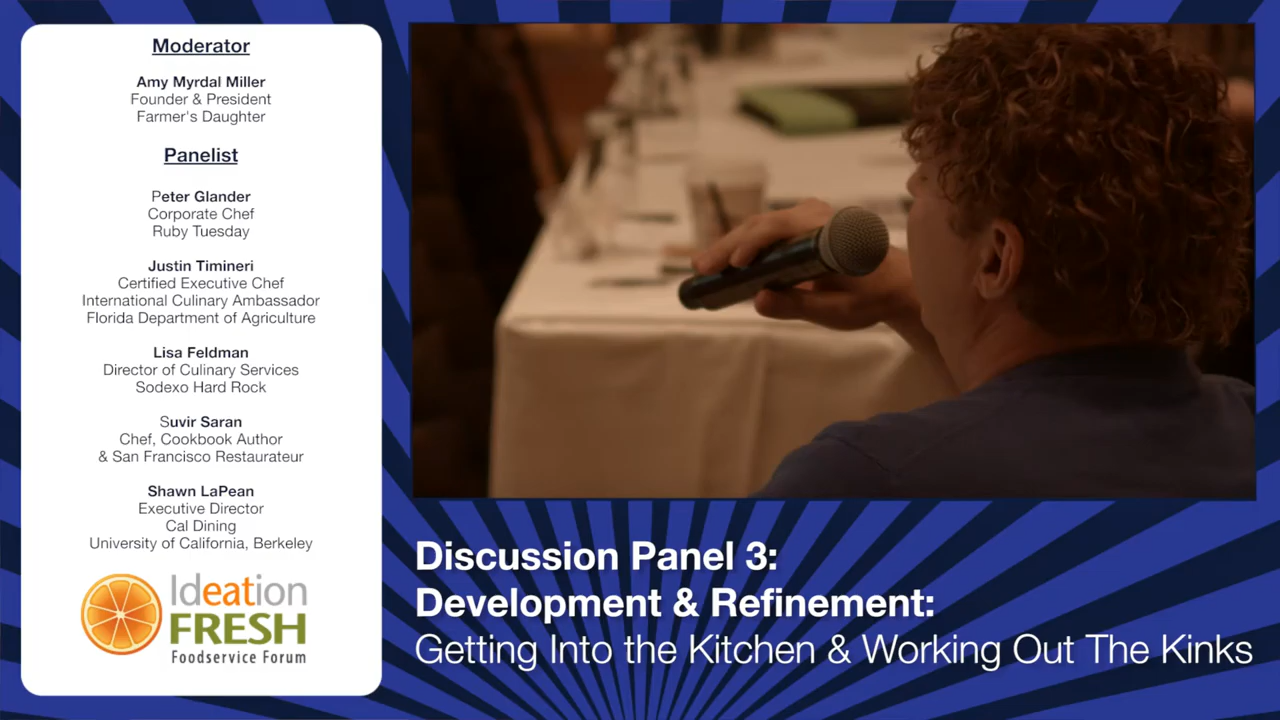 Moderator
Amy Myrdal Miller
Founder & President
Farmer's Daughter
Panelist
Peter Glander
Corporate Chef
Ruby Tuesday
Justin Timineri
Certified Executive Chef
International Culinary Ambassador
Florida Department of Agriculture
Lisa Feldman
Director of Culinary Services
Sodexo Hard Rock
Suvir Saran
Chef, Cookbook Author
& San Francisco Restaurateur
Shawn LaPean
Executive Director
Cal Dining
University of California, Berkeley
Ideation
FRESH
Foodservice Forum
Discussion Panel 3:
Development & Refinement:
Getting Into the Kitchen & Working Out The Kinks